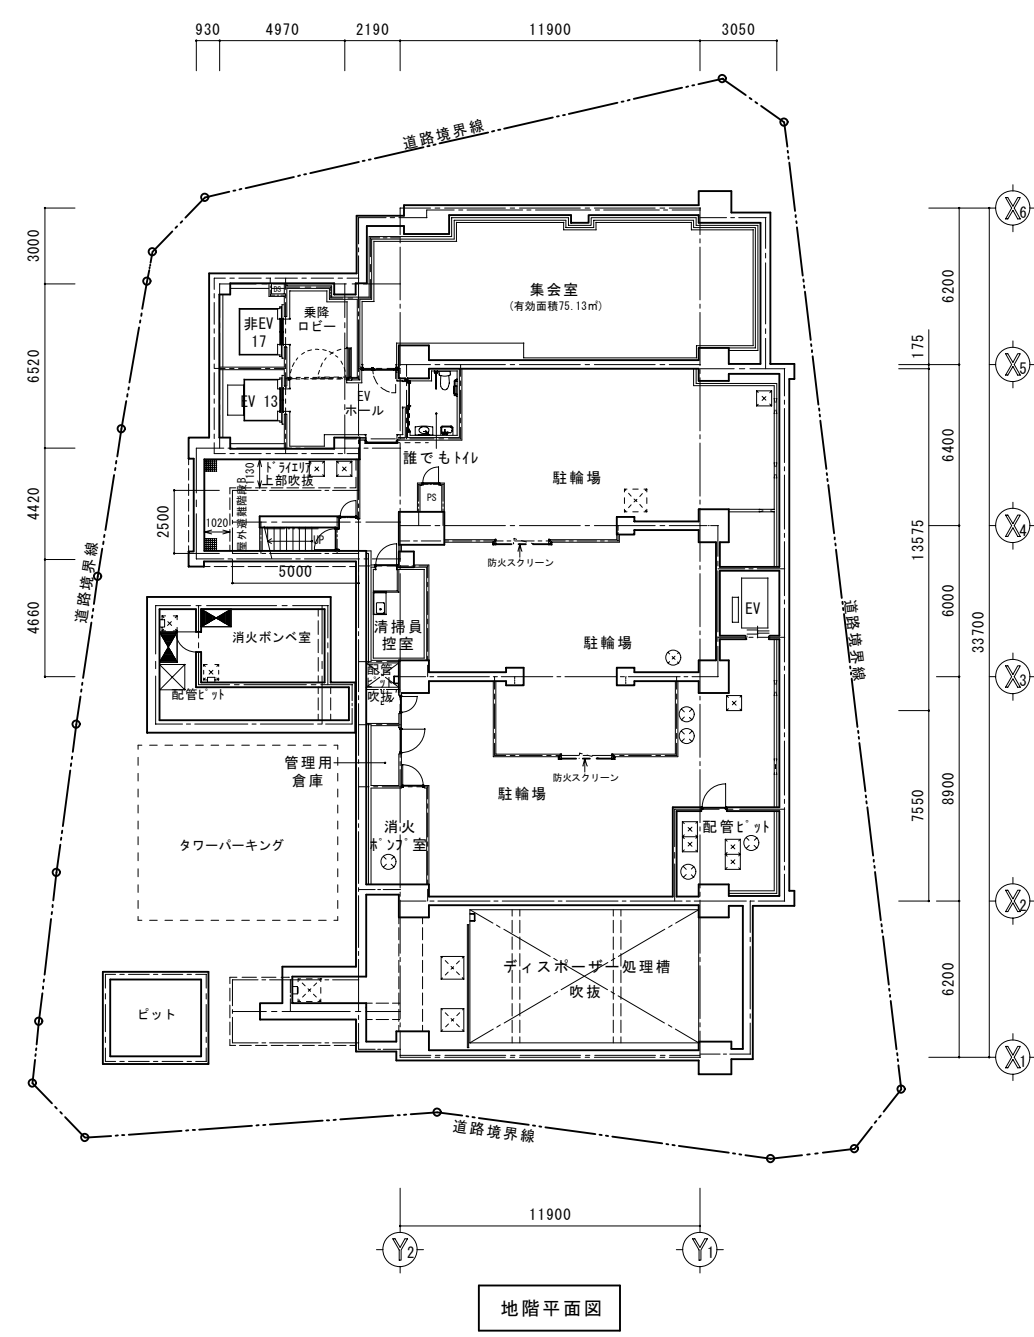 930 4970 2190 11900 3050
道路境界線
X6
3000
6200
集会室
(有効面積75.13㎡)
DS
乗降
ロビー
非EV
17
175
X5
6520
EV 13
EV
ホール
誰でもトイレ
6400
ドライエリア
上部吹抜
130
屋外避難階段B
駐輪場
PS
4420
2500
1020
UP
X4
13575
防火スクリーン
5000
道路境界線
4660
清掃員
控室
EV
6000
道路境界線
33700
消火ボンベ室
駐輪場
配管
ピット
吹抜
配管ピット
X3
管理用
倉庫
防火スクリーン
駐輪場
7550
8900
消火
ポンプ室
配管ピット
タワーパーキング
X2
ディスポーザー処理槽
吹抜
6200
ピット
X1
道路境界線
11900
Y2 Y1
地階平面図